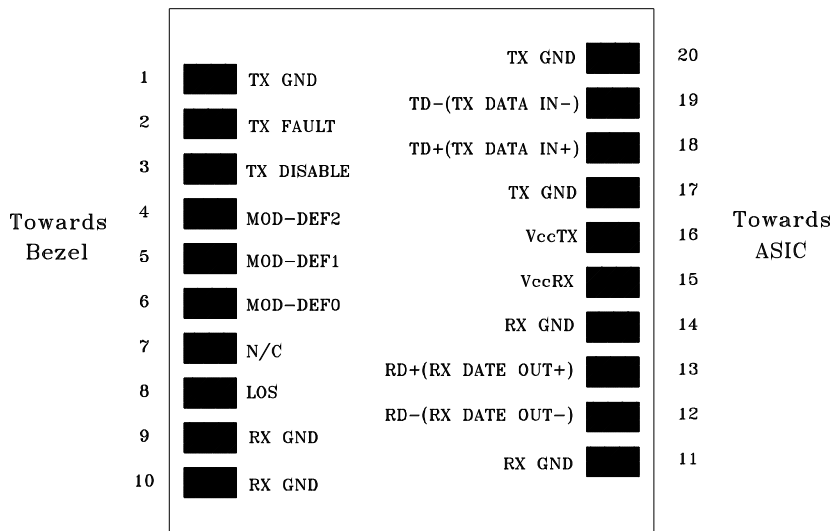 Towards
Bezel
1 TX GND
2 TX FAULT
3 TX DISABLE
4 MOD-DEF2
5 MOD-DEF1
6 MOD-DEF0
7 N/C
8 LOS
9 RX GND
10 RX GND
TX GND 20
TD-(TX DATA IN-) 19
TD+(TX DATA IN+) 18
TX GND 17
VccTX 16
VccRX 15
RX GND 14
RD+(RX DATE OUT+) 13
RD-(RX DATE OUT-) 12
RX GND 11
Towards
ASIC